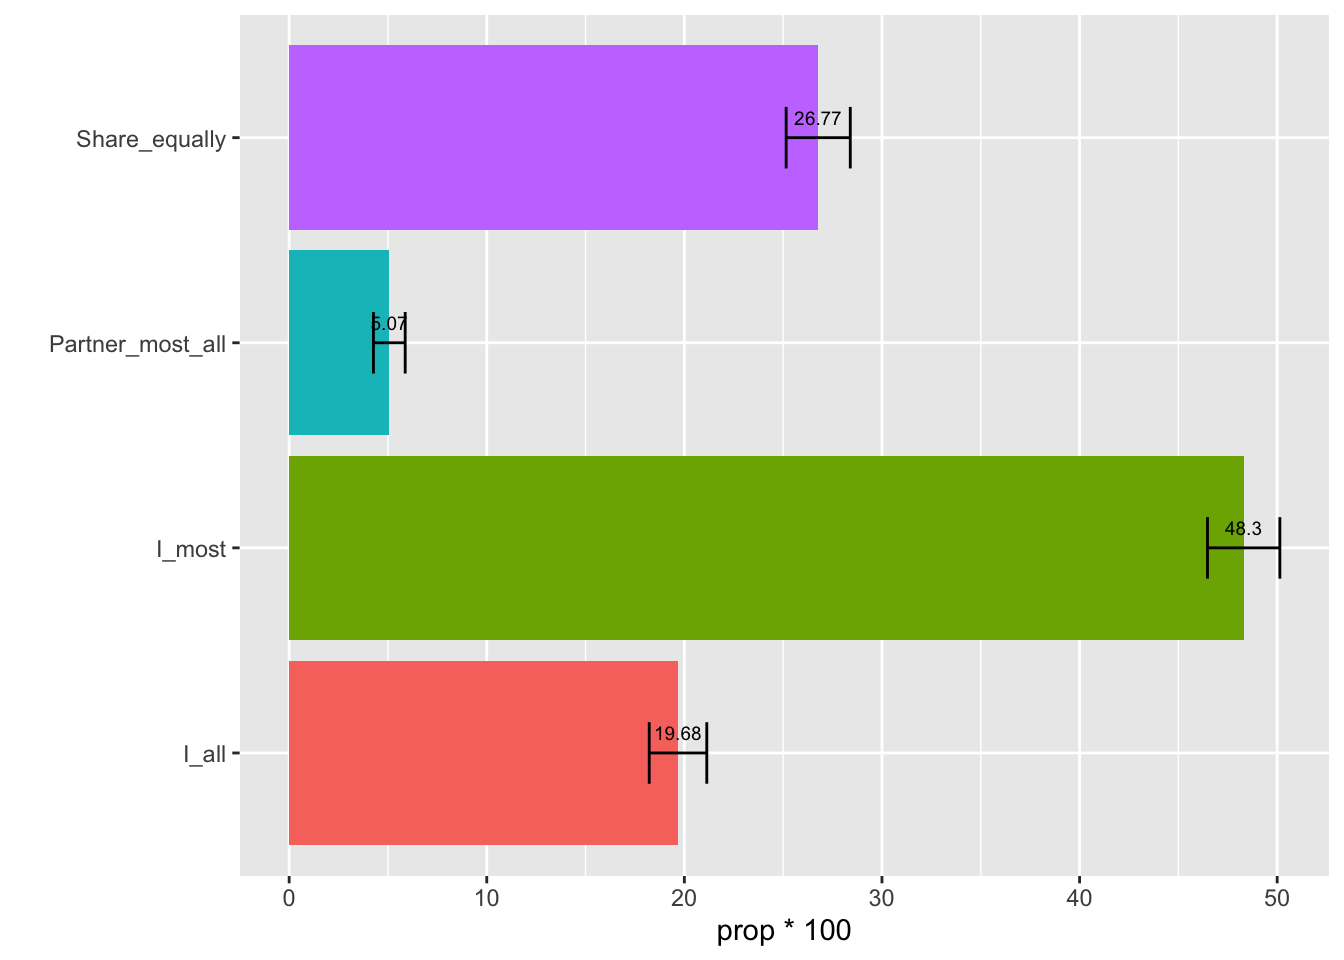 Share_equally
26.77
Partner_most_all
5.07
I_most
48.3
I_all
19.68
0 10 20 30 40 50
prop * 100